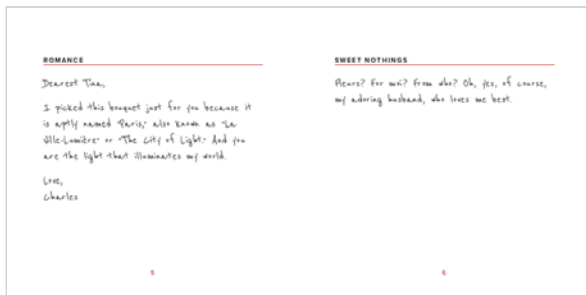 ROMANCE
Dearest Tina,
I picked this bouquet just for you because it
is aptly named "Paris," also known as "La
Ville-Lumière" or "The City of Light." And you
are the light that illuminates my world.
Love,
Charles
5
SWEET NOTHINGS
Fleurs? For moi? From who? Oh, yes, of course,
my adoring husband, who loves me best.
6